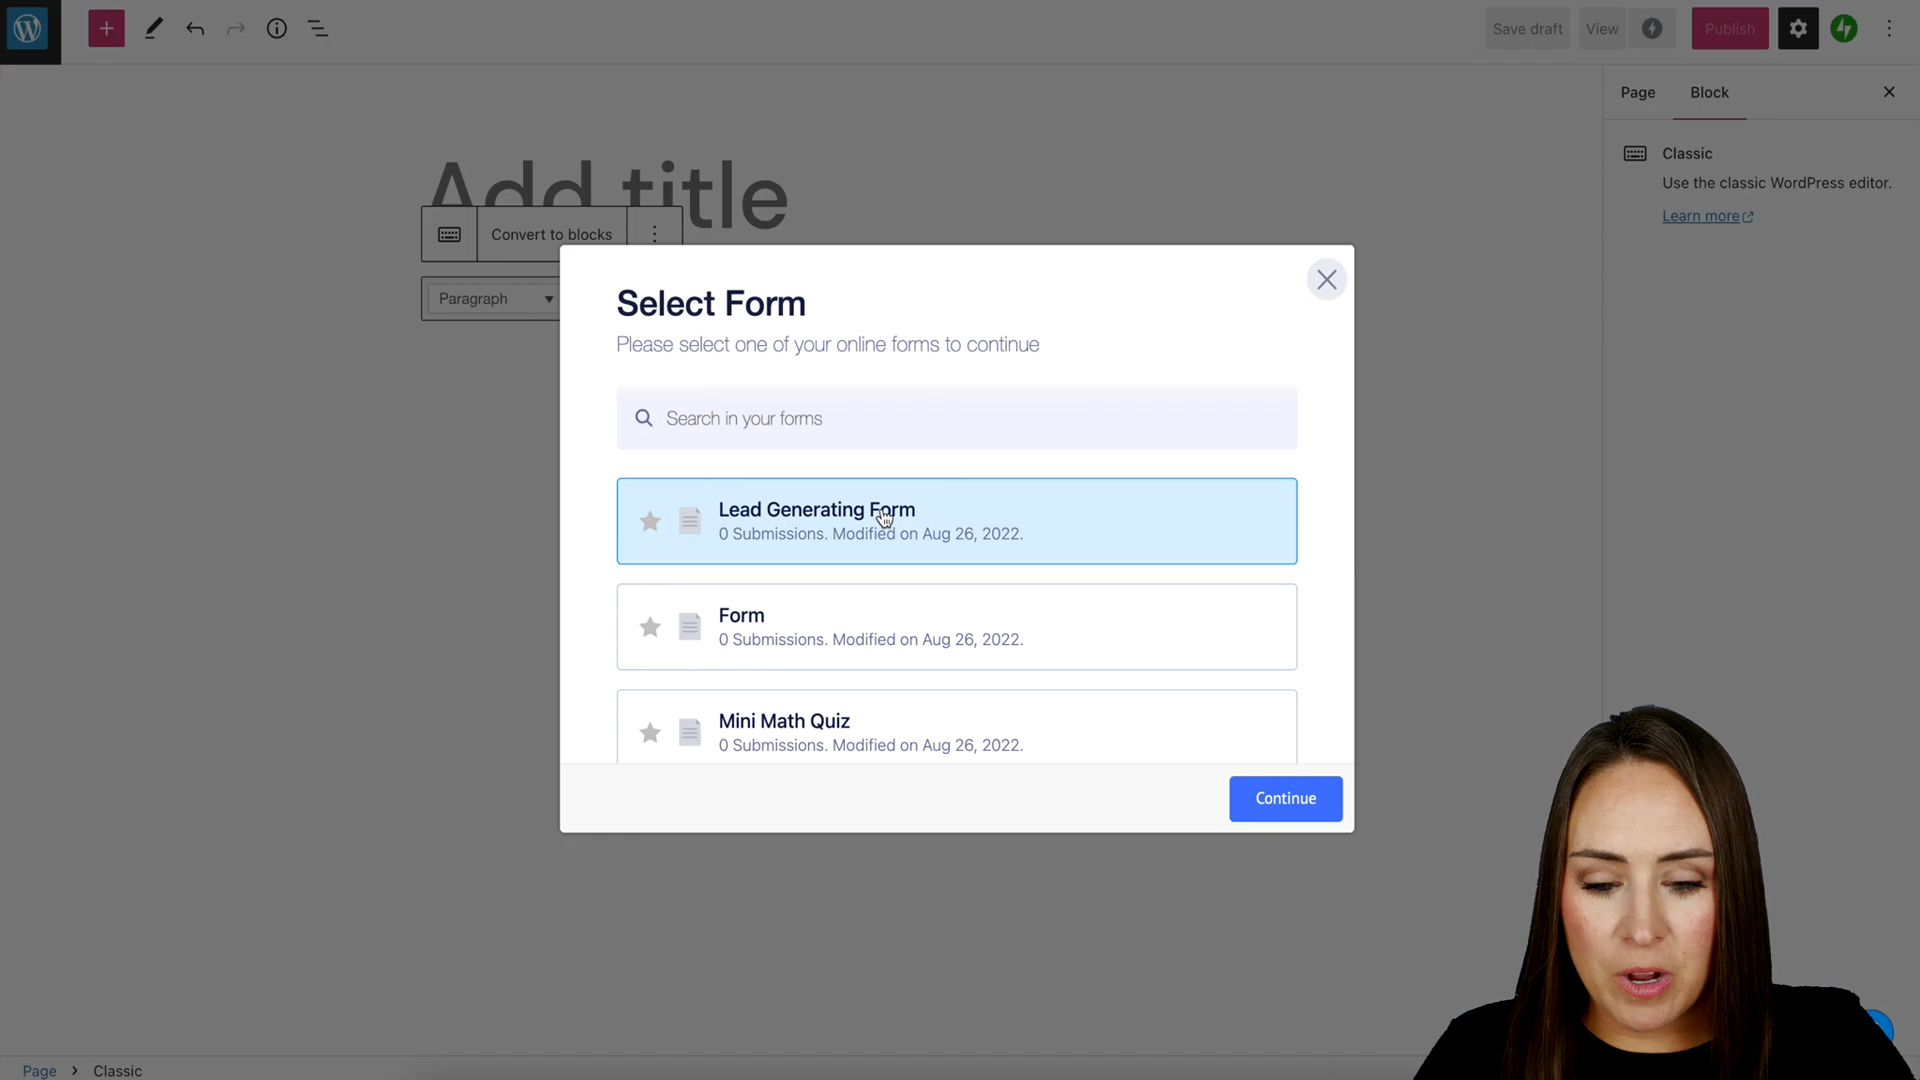 Save draft
View
Publish
Page
Block
Classic
Use the classic WordPress editor.
Learn more
Add title
Convert to blocks
Paragraph
Select Form
Please select one of your online forms to continue
Search in your forms
Lead Generating Form
0 Submissions. Modified on Aug 26, 2022.
Form
0 Submissions. Modified on Aug 26, 2022.
Mini Math Quiz
0 Submissions. Modified on Aug 26, 2022.
Continue
Page > Classic